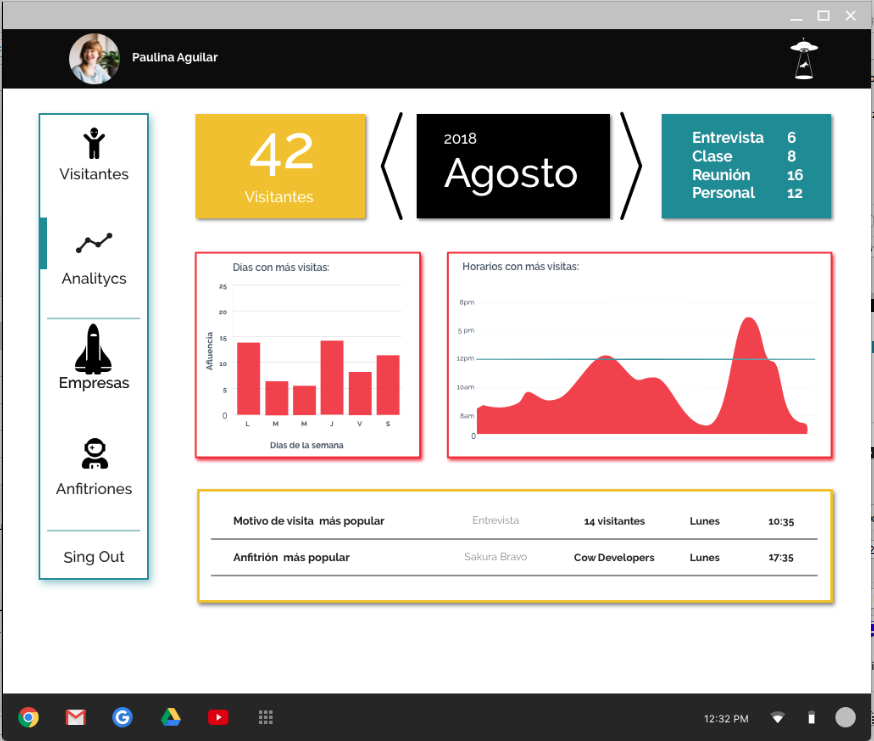 Paulina Aguilar
Visitantes
Analitycs
Empresas
Anfitriones
Sing Out
42
Visitantes
2018
Agosto
Entrevista 6
Clase 8
Reunión 16
Personal 12
Días con más visitas:
25
20
15
10
5
0
Afluencia
L M M J V S
Días de la semana
Horarios con más visitas:
8pm
5 pm
12pm
10am
8am
0
Motivo de visita más popular Entrevista 14 visitantes Lunes 10:35
Anfitrión más popular Sakura Bravo Cow Developers Lunes 17:35
12:32 PM